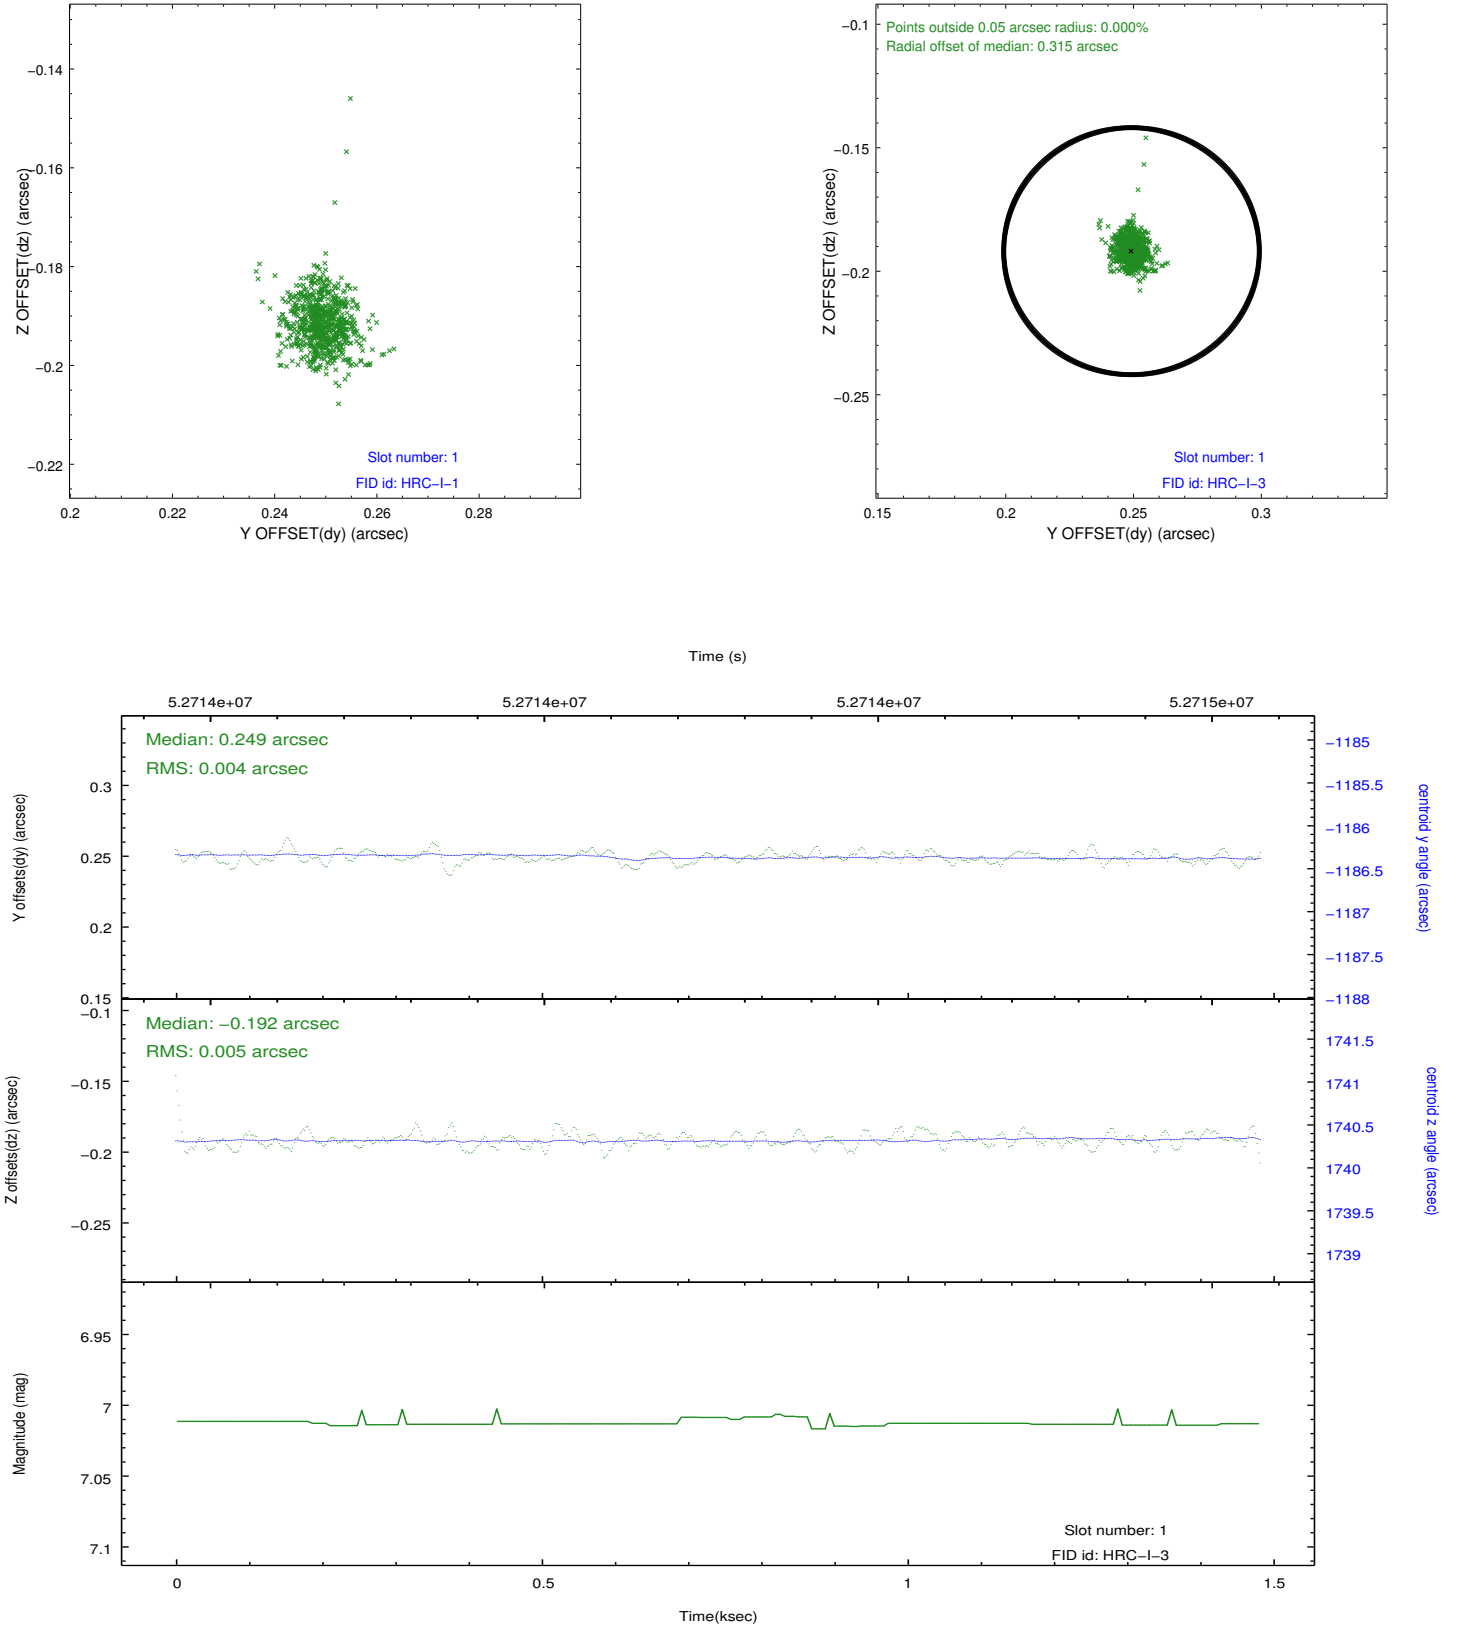 −0.14
−0.16
−0.18
−0.2
−0.22
Z OFFSET(dz) (arcsec)
Slot number: 1
FID id: HRC−I−1
0.2
0.22
0.24
0.26
0.28
Y OFFSET(dy) (arcsec)
Points outside 0.05 arcsec radius: 0.000%
Radial offset of median: 0.315 arcsec
−0.1
−0.15
−0.2
−0.25
Z OFFSET(dz) (arcsec)
Slot number: 1
FID id: HRC−I−3
0.15
0.2
0.25
0.3
Y OFFSET(dy) (arcsec)
Time (s)
5.2714e+07
5.2714e+07
5.2714e+07
5.2715e+07
Median: 0.249 arcsec
RMS: 0.004 arcsec
0.3
0.25
0.2
0.15
Y offsets(dy) (arcsec)
−1185
−1185.5
−1186
−1186.5
−1187
−1187.5
−1188
centroid y angle (arcsec)
Median: −0.192 arcsec
RMS: 0.005 arcsec
−0.1
−0.15
−0.2
−0.25
Z offsets(dz) (arcsec)
1741.5
1741
1740.5
1740
1739.5
1739
centroid z angle (arcsec)
6.95
7
7.05
7.1
Magnitude (mag)
Slot number: 1
FID id: HRC−I−3
0
0.5
1
1.5
Time(ksec)